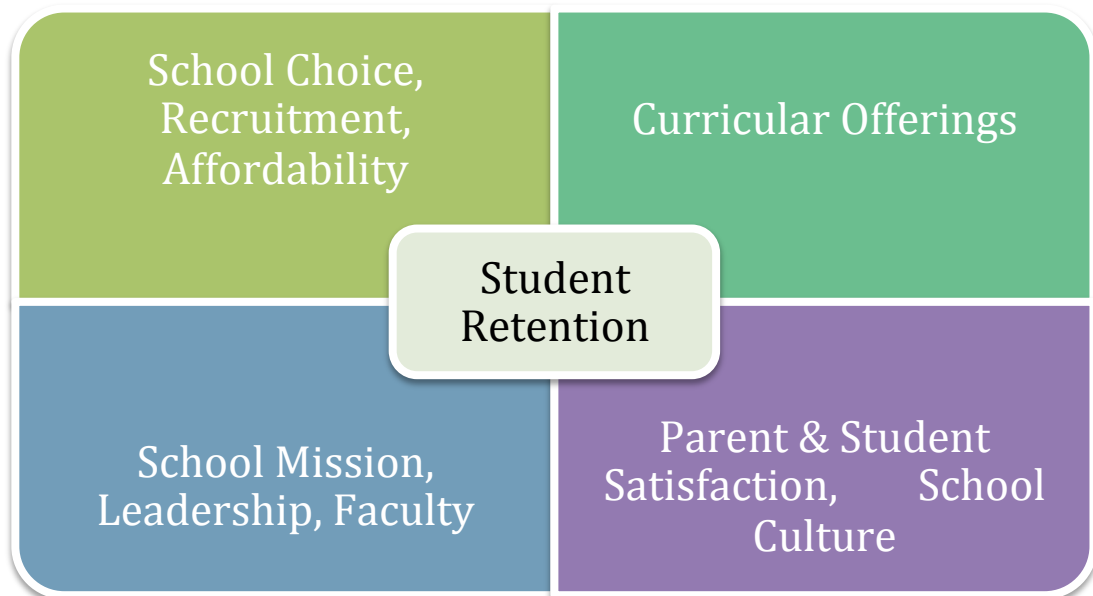 School Choice,
Recruitment,
Affordability
Curricular Offerings
Student
Retention
School Mission,
Leadership, Faculty
Parent & Student
Satisfaction, School
Culture